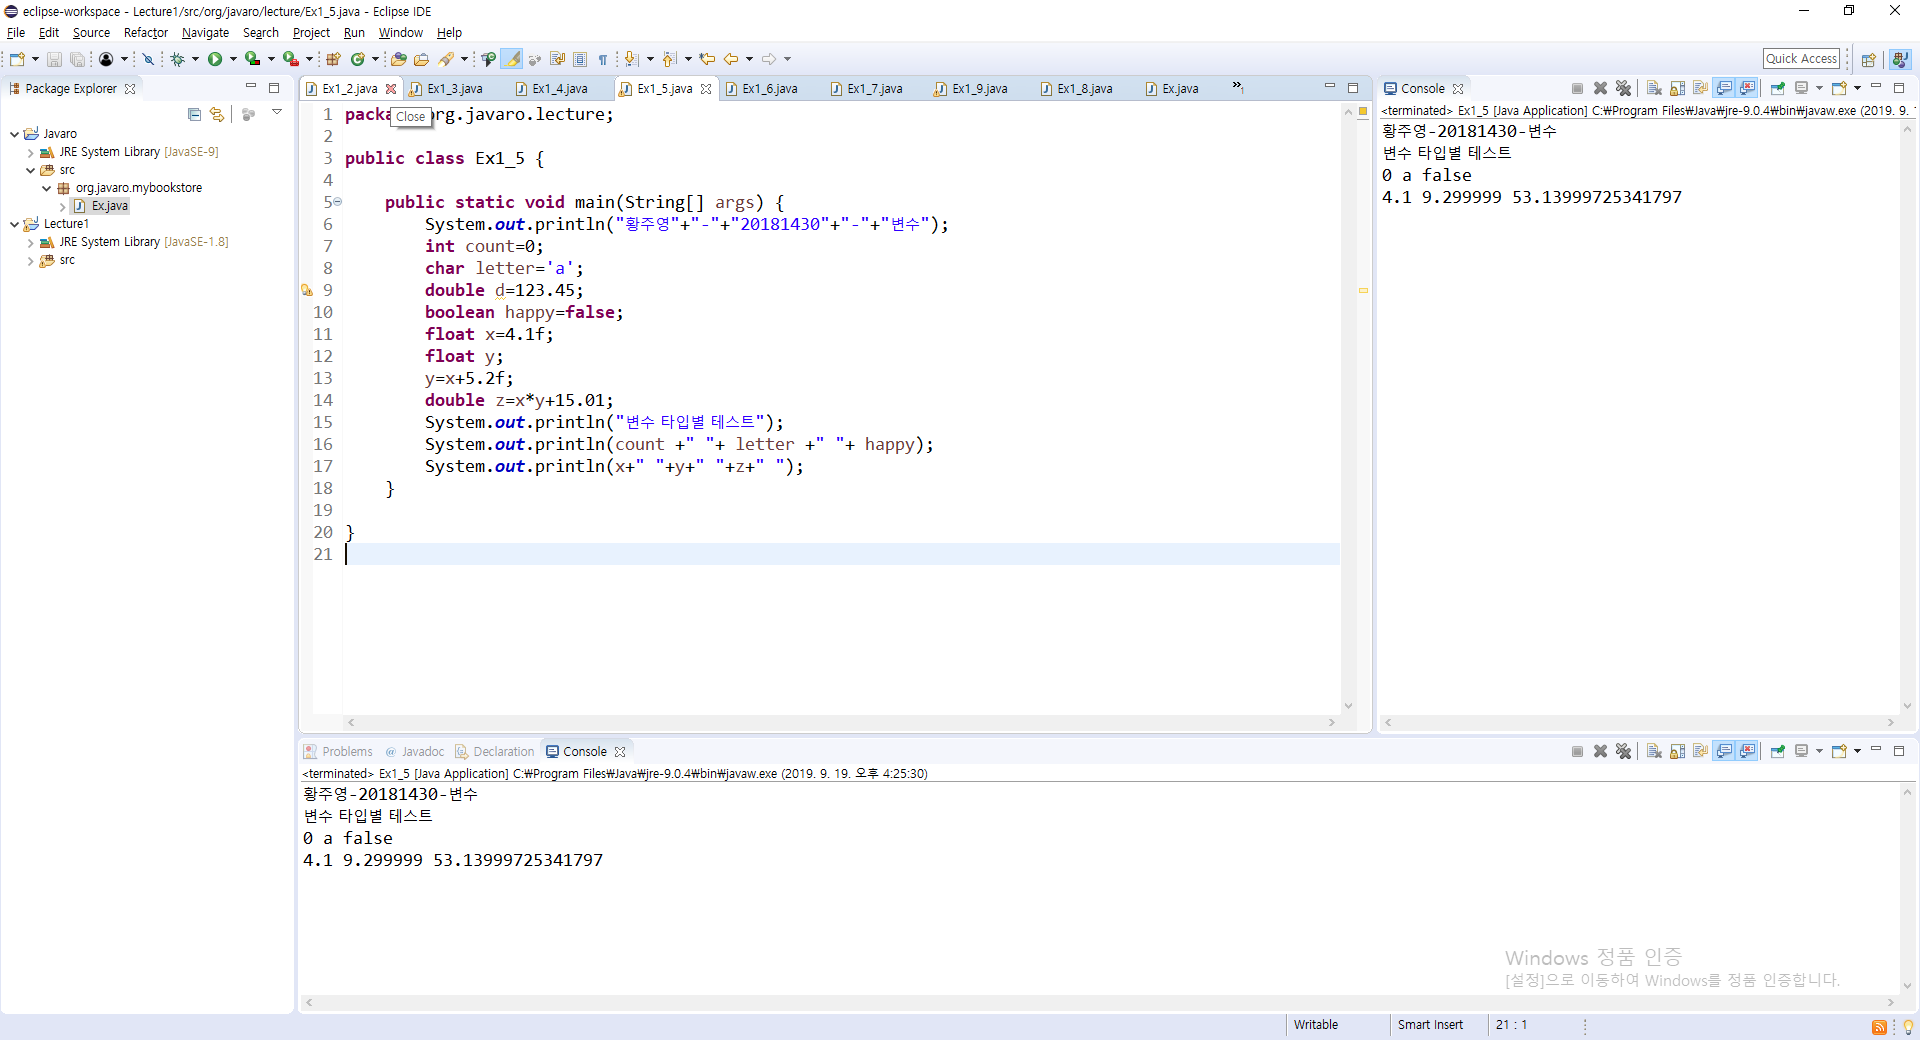 eclipse-workspace - Lecture1/src/org/javaro/lecture/Ex1_5.java - Eclipse IDE
File Edit Source Refactor Navigate Search Project Run Window Help
Quick Access
Package Explorer
Javaro
JRE System Library [JavaSE-9]
src
org.javaro.mybookstore
Ex.java
Lecture1
JRE System Library [JavaSE-1.8]
src
Ex1_2.java Ex1_3.java Ex1_4.java Ex1_5.java Ex1_6.java Ex1_7.java Ex1_9.java Ex1_8.java Ex.java »1
Close
1 packa org.javaro.lecture;
2
3 public class Ex1_5 {
4
5 public static void main(String[] args) {
6 System.out.println("황주영"+"-"+"20181430"+"-"+"변수");
7 int count=0;
8 char letter='a';
9 double d=123.45;
10 boolean happy=false;
11 float x=4.1f;
12 float y;
13 y=x+5.2f;
14 double z=x*y+15.01;
15 System.out.println("변수 타입별 테스트");
16 System.out.println(count +" "+ letter +" "+ happy);
17 System.out.println(x+" "+y+" "+z+" ");
18 }
19
20 }
21
Console
<terminated> Ex1_5 [Java Application] C:₩Program Files₩Java₩jre-9.0.4₩bin₩javaw.exe (2019. 9. 1
황주영-20181430-변수
변수 타입별 테스트
0 a false
4.1 9.299999 53.13999725341797
Problems @ Javadoc Declaration Console
<terminated> Ex1_5 [Java Application] C:₩Program Files₩Java₩jre-9.0.4₩bin₩javaw.exe (2019. 9. 19. 오후 4:25:30)
황주영-20181430-변수
변수 타입별 테스트
0 a false
4.1 9.299999 53.13999725341797
Windows 정품 인증
[설정]으로 이동하여 Windows를 정품 인증합니다.
Writable Smart Insert 21 : 1